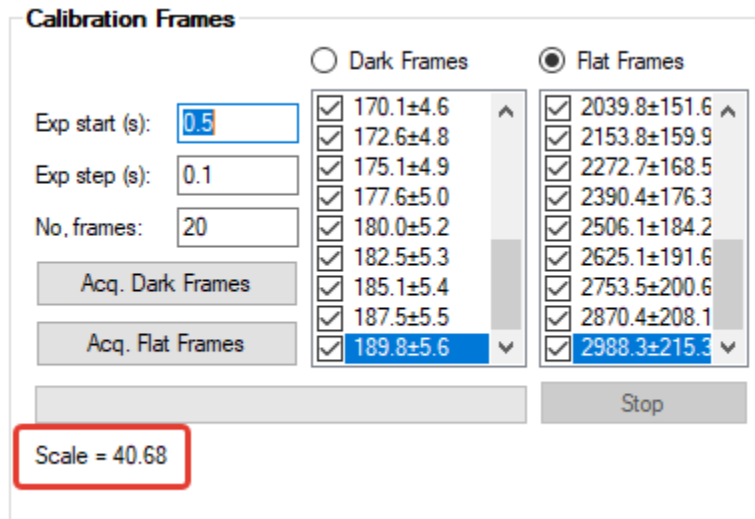 Calibration Frames
Dark Frames
Flat Frames
Exp start (s):
0.5
Exp step (s):
0.1
No, frames:
20
Acq. Dark Frames
Acq. Flat Frames
170.1±4.6
172.6±4.8
175.1±4.9
177.6±5.0
180.0±5.2
182.5±5.3
185.1±5.4
187.5±5.5
189.8±5.6
2039.8±151.6
2153.8±159.9
2272.7±168.5
2390.4±176.3
2506.1±184.2
2625.1±191.6
2753.5±200.6
2870.4±208.1
2988.3±215.3
Stop
Scale = 40.68